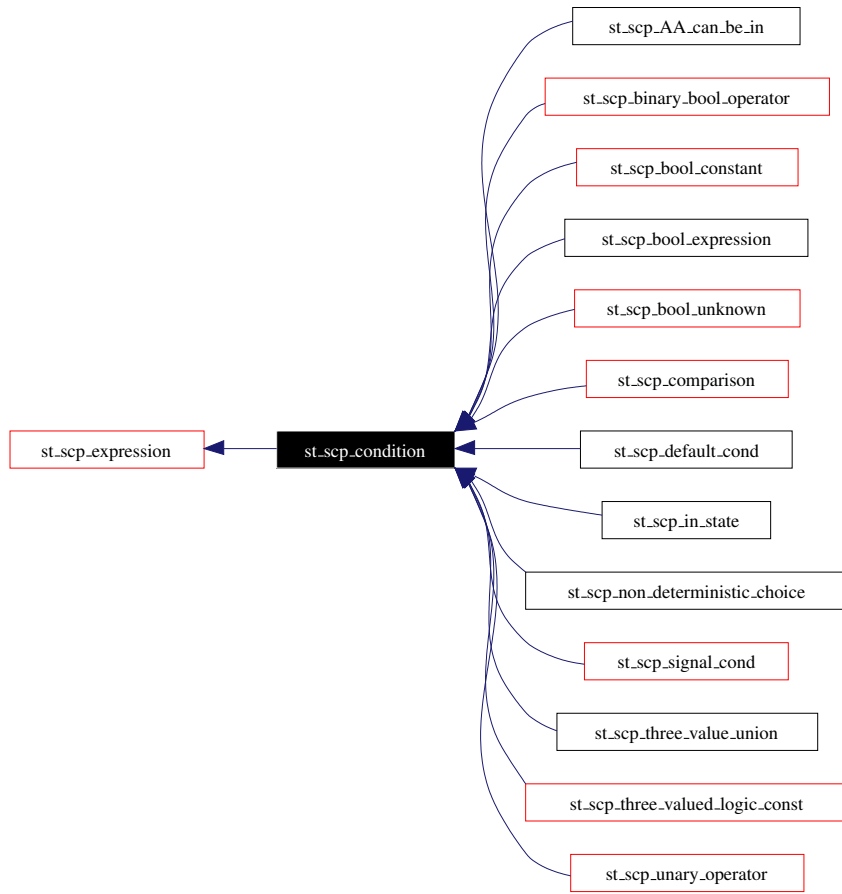 st_scp_AA_can_be_in
st_scp_binary_bool_operator
st_scp_bool_constant
st_scp_bool_expression
st_scp_bool_unknown
st_scp_comparison
st_scp_expression
st_scp_condition
st_scp_default_cond
st_scp_in_state
st_scp_non_deterministic_choice
st_scp_signal_cond
st_scp_three_value_union
st_scp_three_valued_logic_const
st_scp_unary_operator